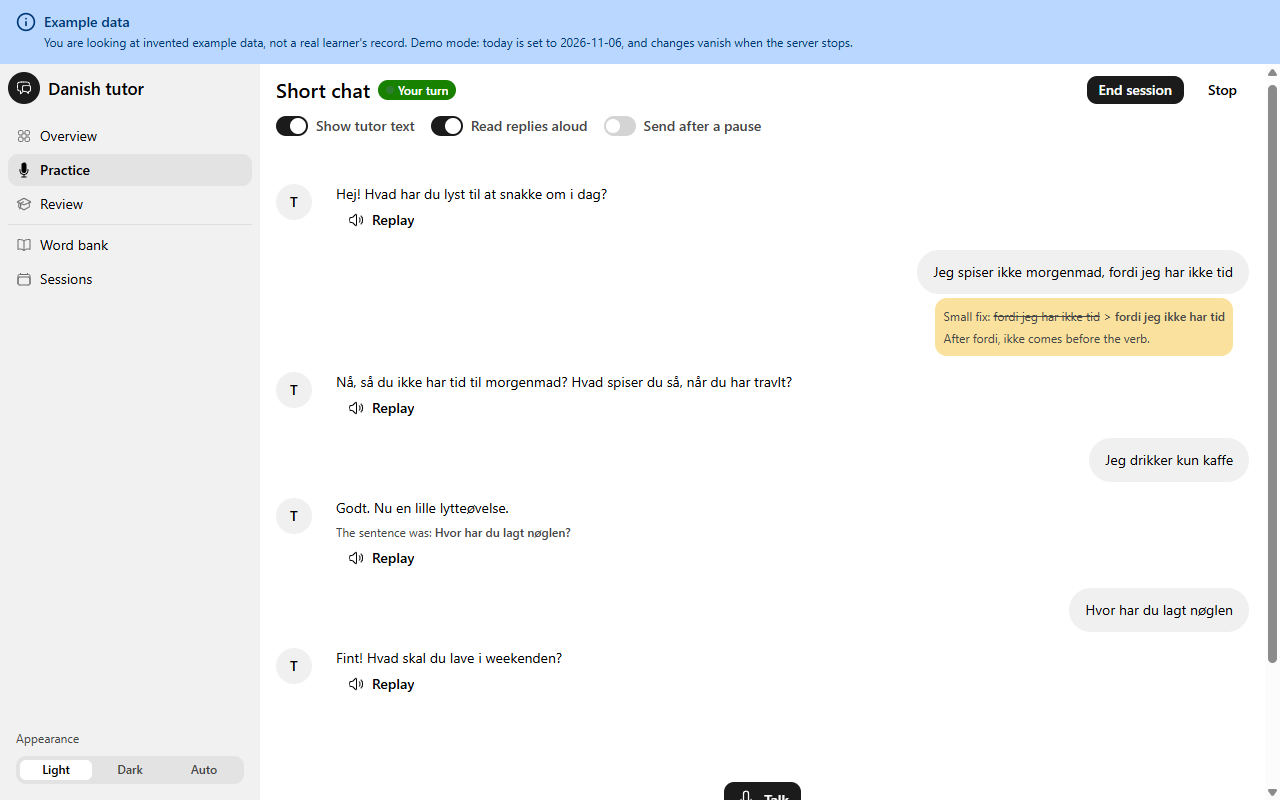 Example data
You are looking at invented example data, not a real learner's record. Demo mode: today is set to 2026-11-06, and changes vanish when the server stops.
Danish tutor
Overview
Practice
Review
Word bank
Sessions
Appearance
Light
Dark
Auto
Short chat
Your turn
End session
Stop
Show tutor text
Read replies aloud
Send after a pause
T
Hej! Hvad har du lyst til at snakke om i dag?
Replay
Jeg spiser ikke morgenmad, fordi jeg har ikke tid
Small fix: fordi jeg har ikke tid > fordi jeg ikke har tid
After fordi, ikke comes before the verb.
T
Nå, så du ikke har tid til morgenmad? Hvad spiser du så, når du har travlt?
Replay
Jeg drikker kun kaffe
T
Godt. Nu en lille lytteøvelse.
The sentence was: Hvor har du lagt nøglen?
Replay
Hvor har du lagt nøglen
T
Fint! Hvad skal du lave i weekenden?
Replay
Talk